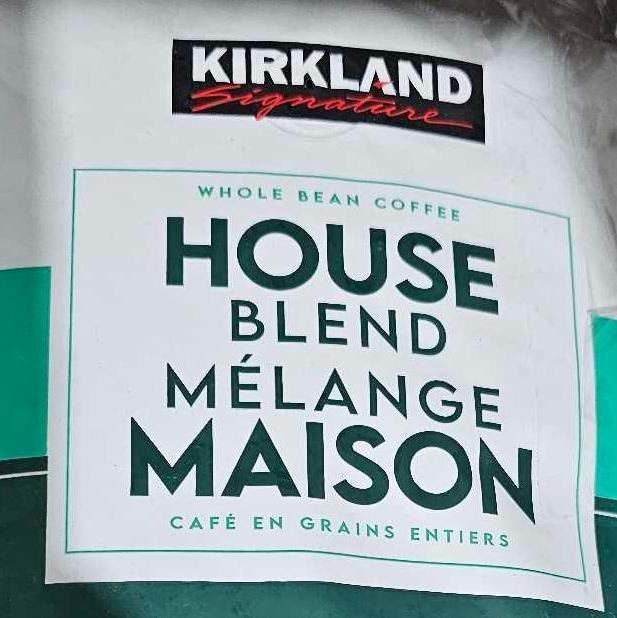 KIRKLAND
Signature
WHOLE BEAN COFFEE
HOUSE
BLEND
MÉLANGE
MAISON
CAFÉ EN GRAINS ENTIERS